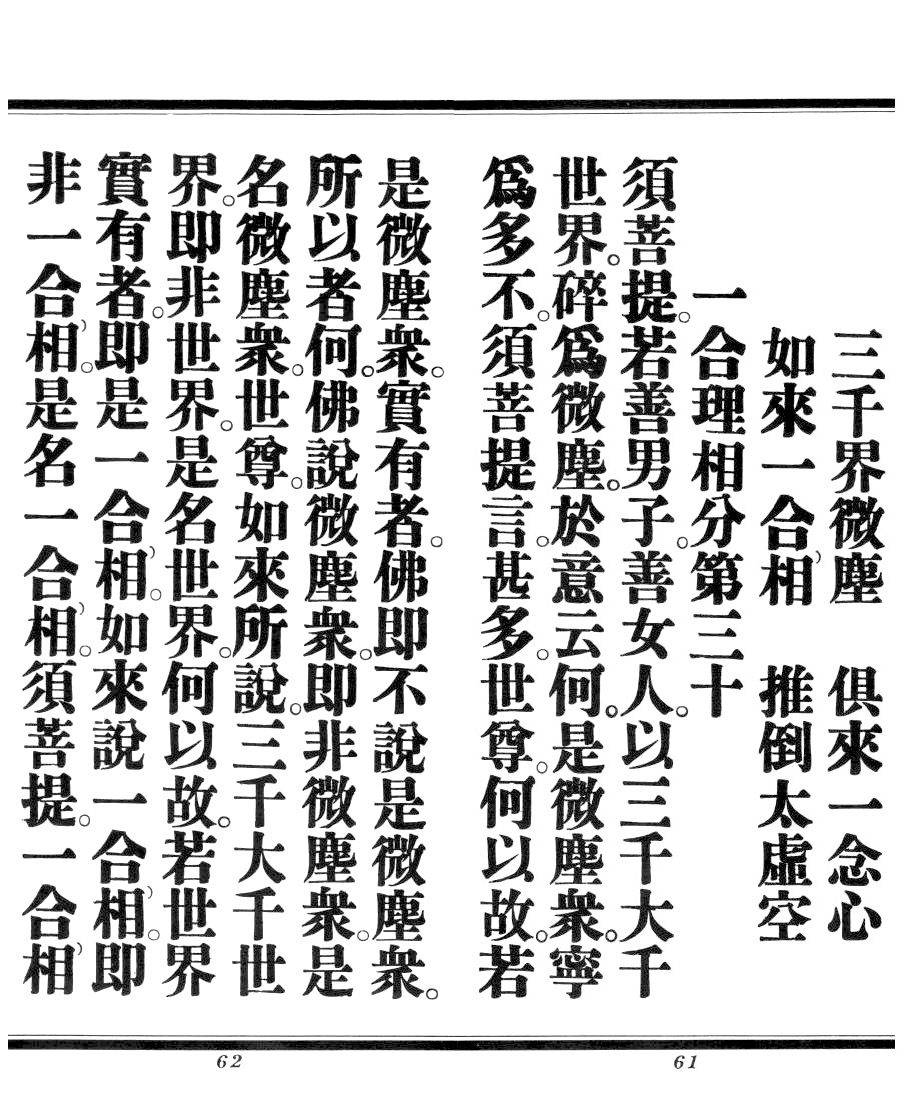 三千界微塵　俱來一念心
如來一合相　推倒太虛空
一合理相分第三十
須菩提。若善男子。善女人。以三千大千
世界。碎爲微塵。於意云何。是微塵衆。寧
爲多不。須菩提言。甚多。世尊。何以故。若
61
是微塵衆。實有者。佛即不說是微塵衆。
所以者何。佛說微塵衆。即非微塵衆。是
名微塵衆。世尊。如來所說。三千大千世
界。即非世界。是名世界。何以故。若世界
實有者。即是一合相。如來說一合相。即
非一合相。是名一合相。須菩提。一合相
62